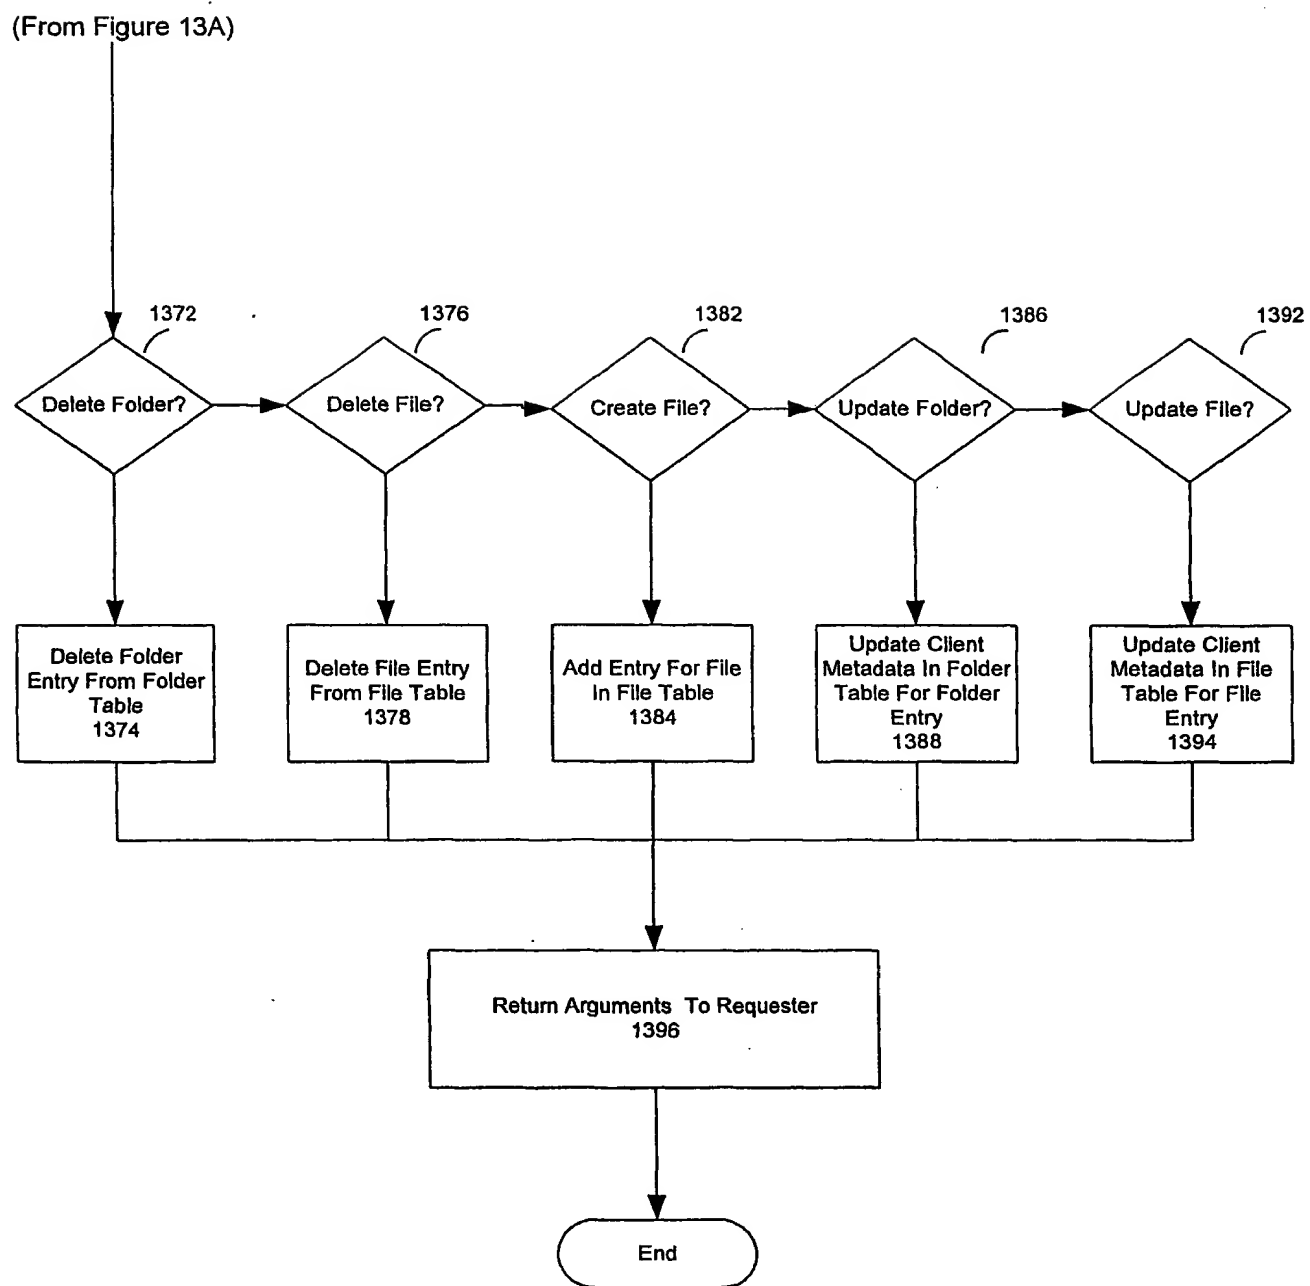 (From Figure 13A)
1372
1376
1382
1386
1392
Delete Folder?
Delete File?
Create File?
Update Folder?
Update File?
Delete Folder
Entry From Folder
Table
1374
Delete File Entry
From File Table
1378
Add Entry For File
In File Table
1384
Update Client
Metadata In Folder
Table For Folder
Entry
1388
Update Client
Metadata In File
Table For File
Entry
1394
Return Arguments To Requester
1396
End